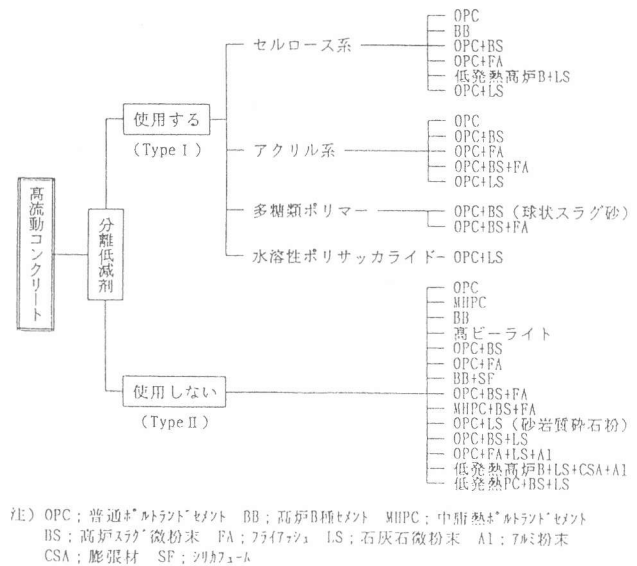 高流動コンクリート
分離低減剤
使用する
(TypeⅠ)
セルロース系
OPC
BB
OPC+BS
OPC+FA
低発熱高炉B+LS
OPC+LS
アクリル系
OPC
OPC+BS
OPC+FA
OPC+BS+FA
OPC+LS
多糖類ポリマー
OPC+BS (球状スラグ砂)
OPC+BS+FA
水溶性ポリサッカライド
OPC+LS
使用しない
(TypeⅡ)
OPC
MHPC
BB
高ビーライト
OPC+BS
OPC+FA
BB+SF
OPC+BS+FA
MHPC+BS+FA
OPC+LS (砂岩質砕石粉)
OPC+BS+LS
OPC+FA+LS+Al
低発熱高炉B+LS+CSA+Al
低発熱PC+BS+LS
注) OPC;普通ポルトランドセメント BB;高炉B種セメント MHPC;中庸熱ポルトランドセメント
BS;高炉スラグ微粉末 FA;フライアッシュ LS;石灰石微粉末 Al;アルミ粉末
CSA;膨張材 SF;シリカフューム